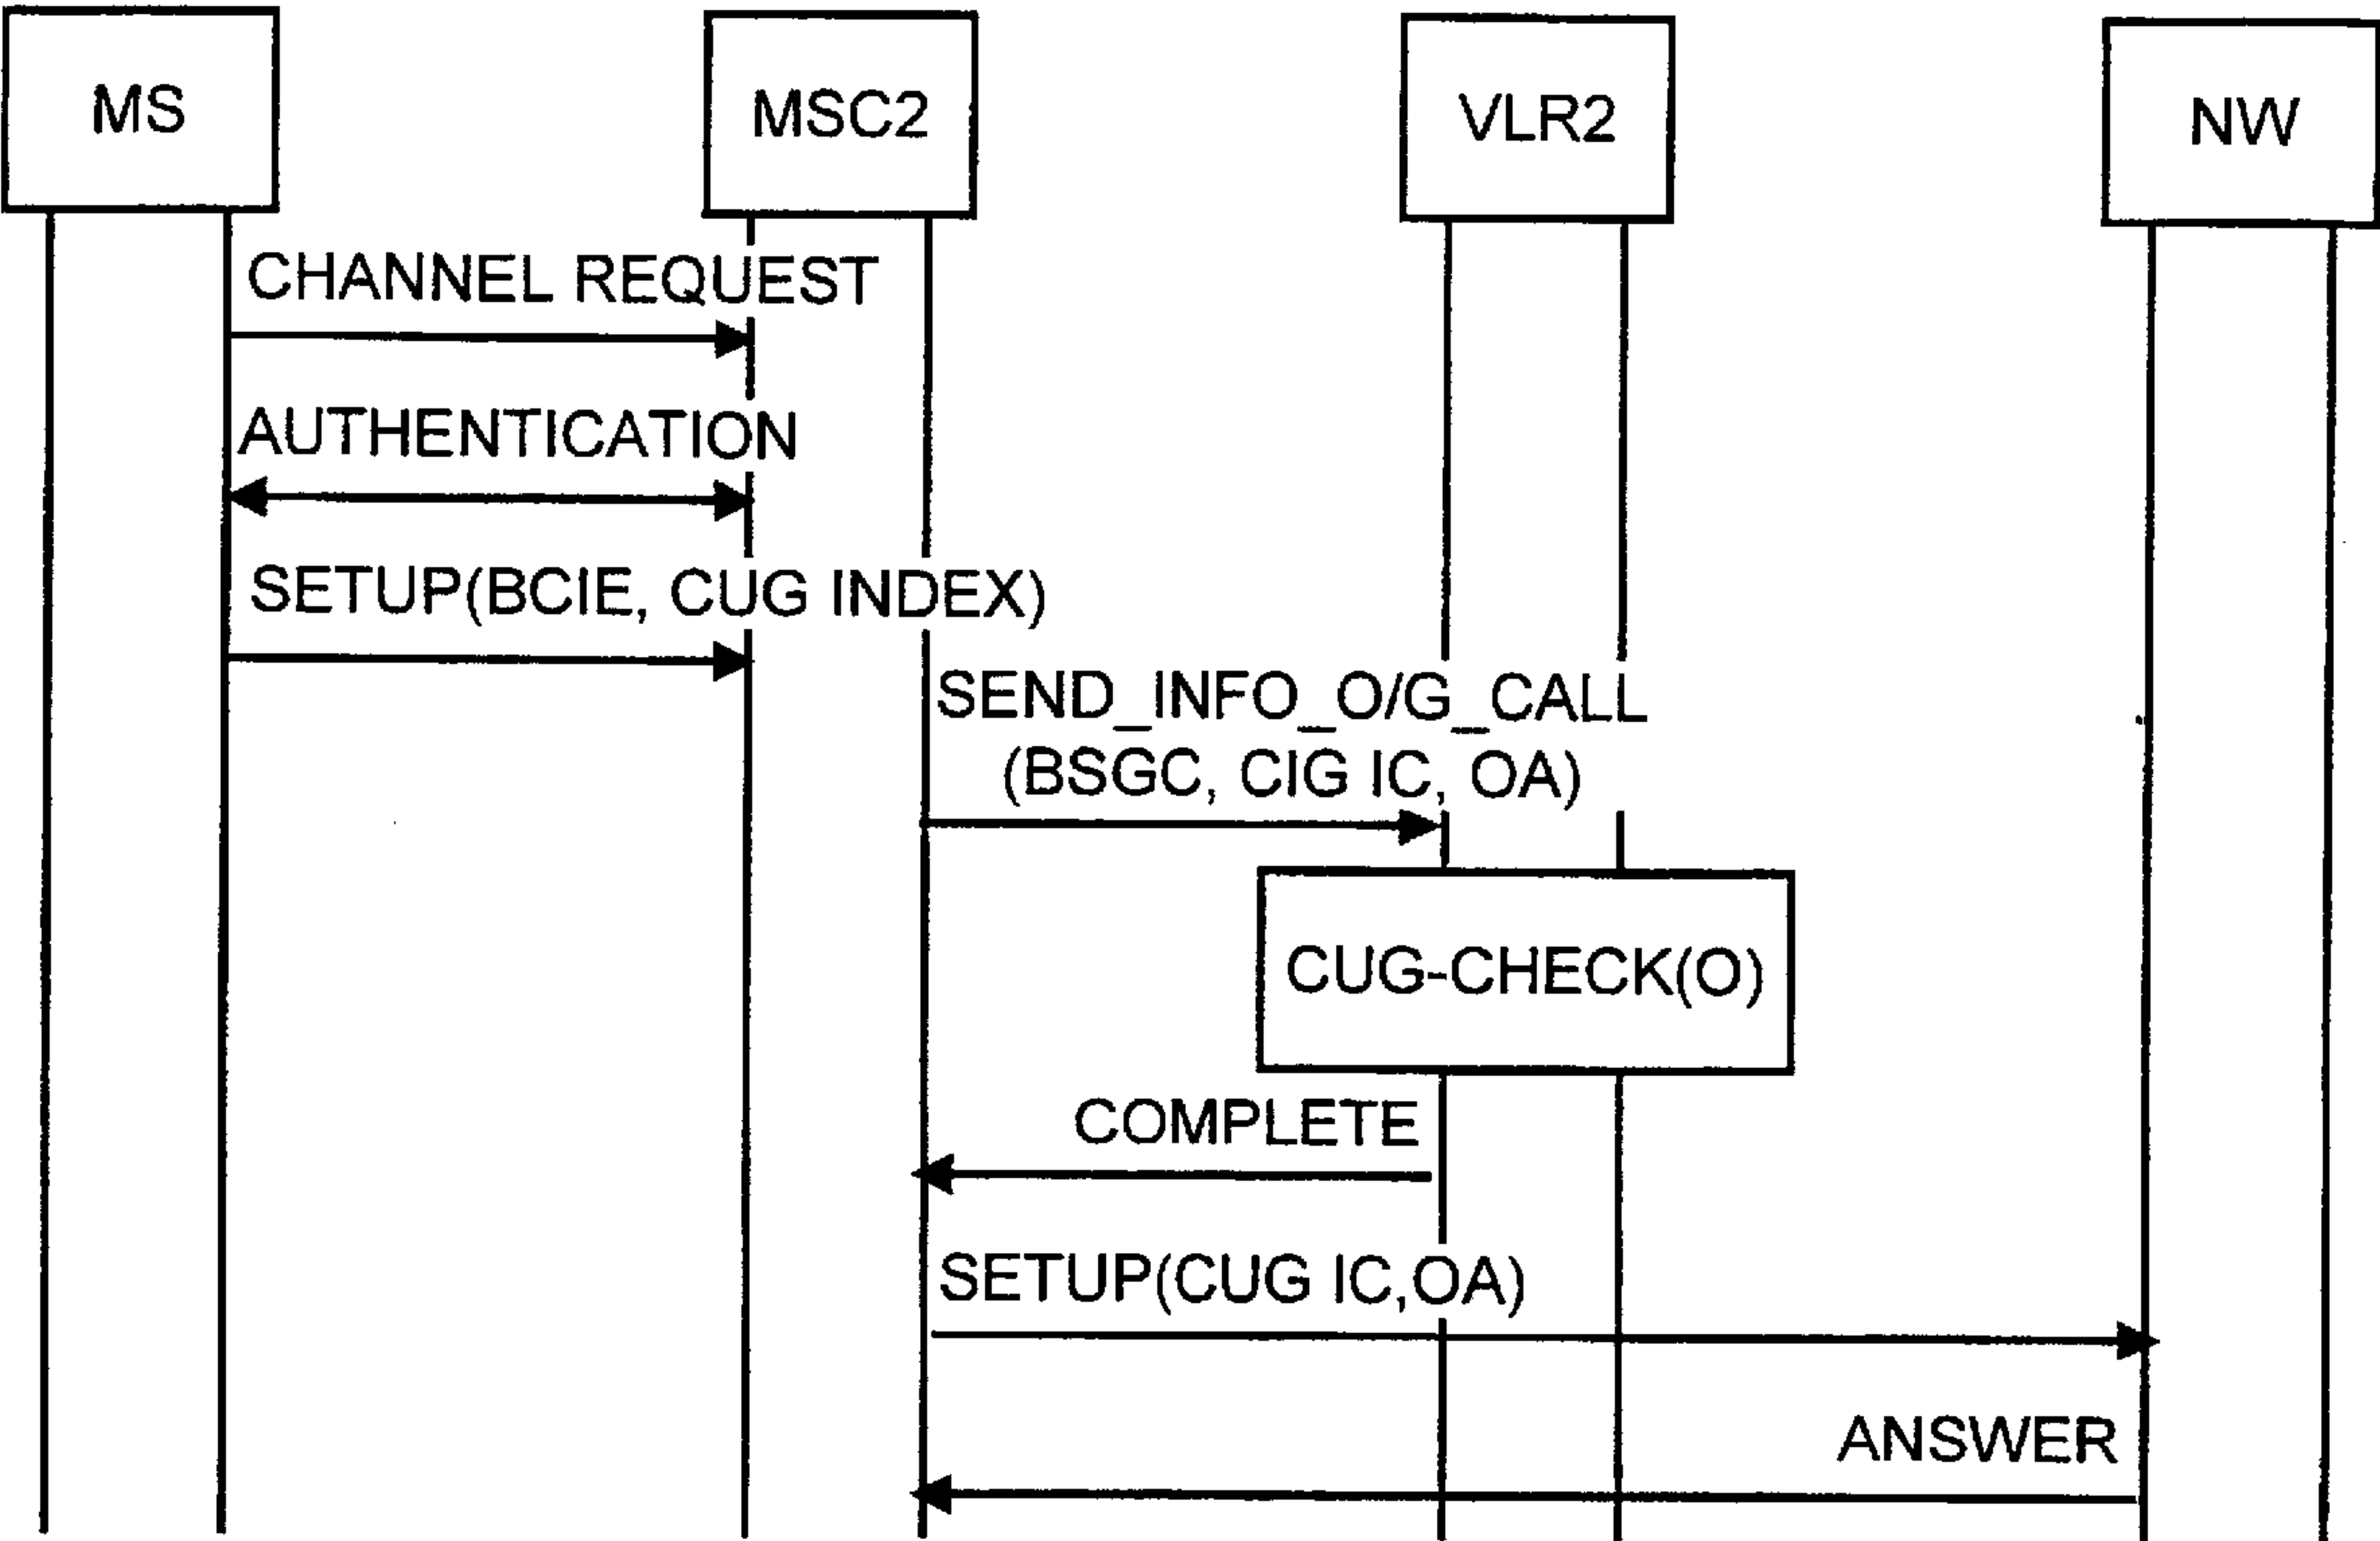 MS
MSC2
VLR2
NW
CHANNEL REQUEST
AUTHENTICATION
SETUP(BCIE, CUG INDEX)
SEND_INFO_O/G_CALL
(BSGC, CIG IC, OA)
CUG-CHECK(O)
COMPLETE
SETUP(CUG IC,OA)
ANSWER